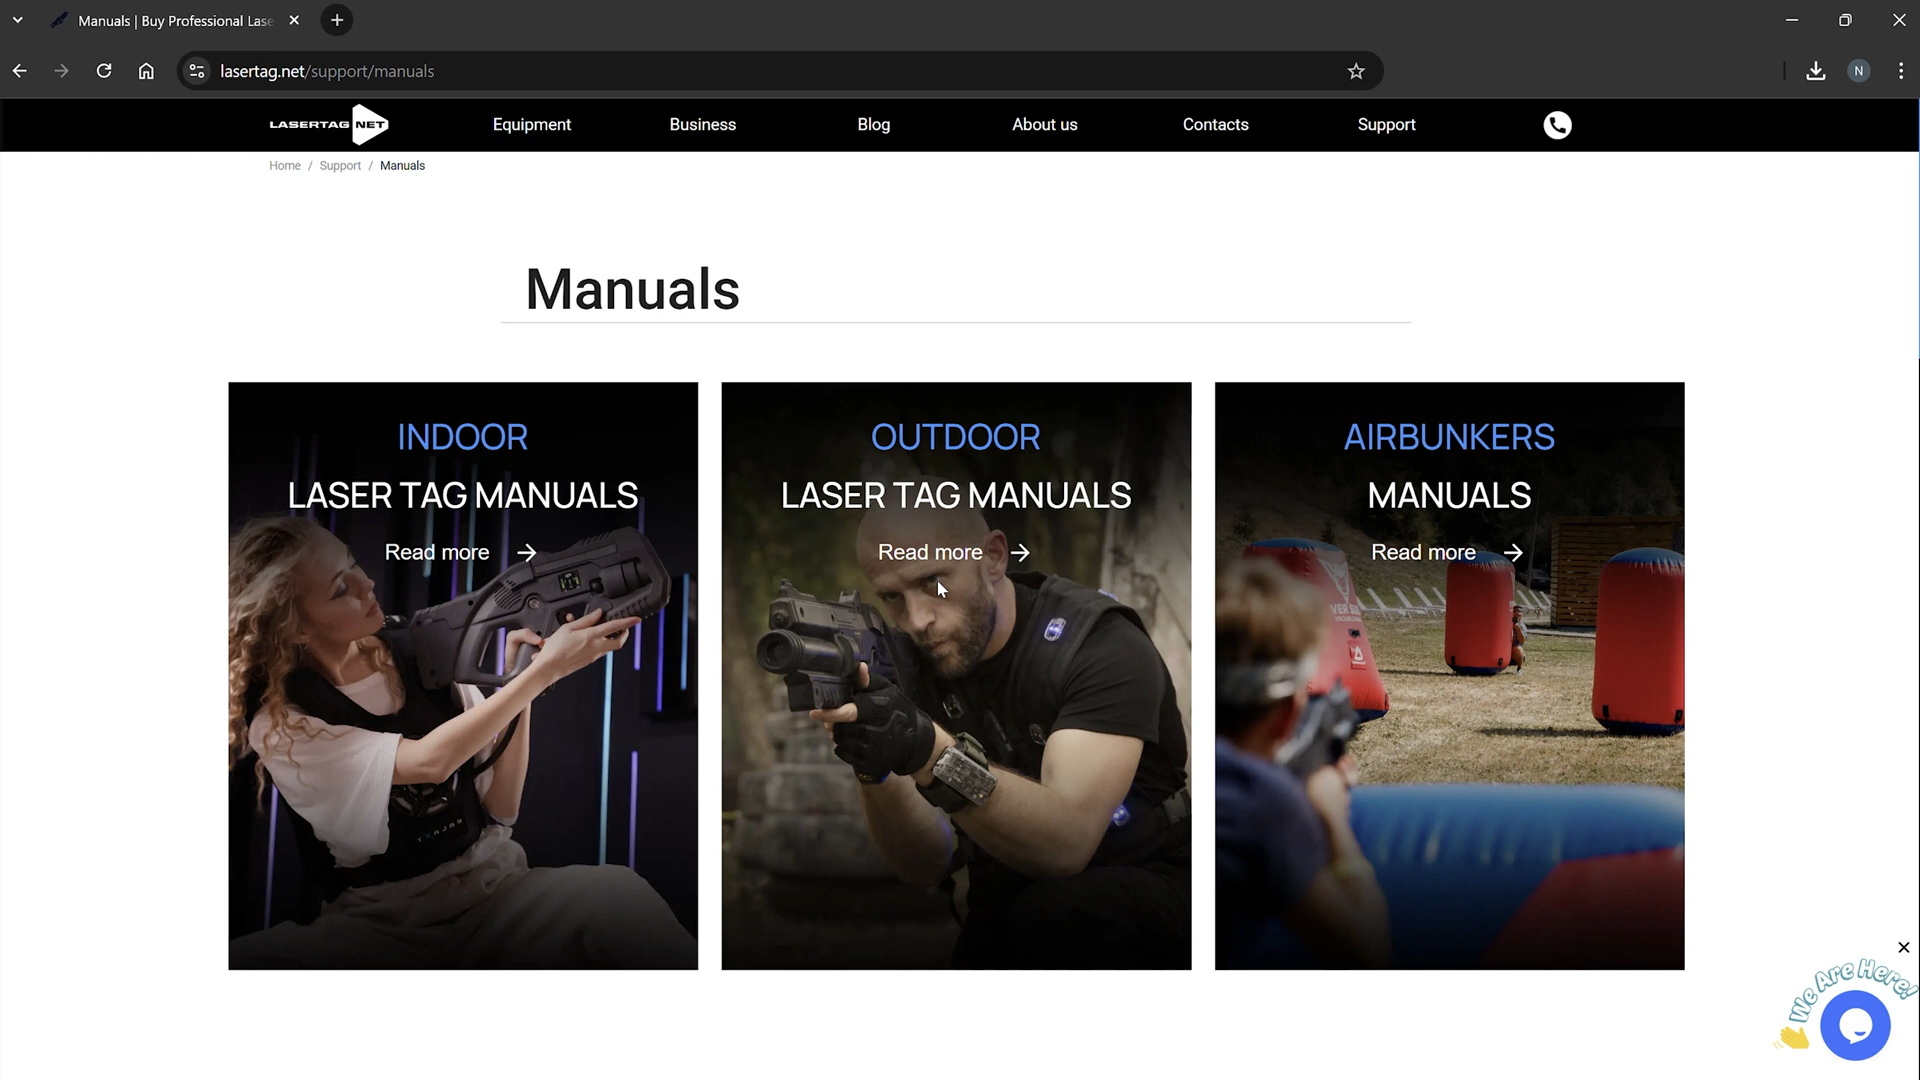 Manuals | Buy Professional Lase
lasertag.net/support/manuals
N
LASERTAG NET
Equipment
Business
Blog
About us
Contacts
Support
Home / Support / Manuals
Manuals
INDOOR
LASER TAG MANUALS
Read more
OUTDOOR
LASER TAG MANUALS
Read more
AIRBUNKERS
MANUALS
Read more
We Are Here!